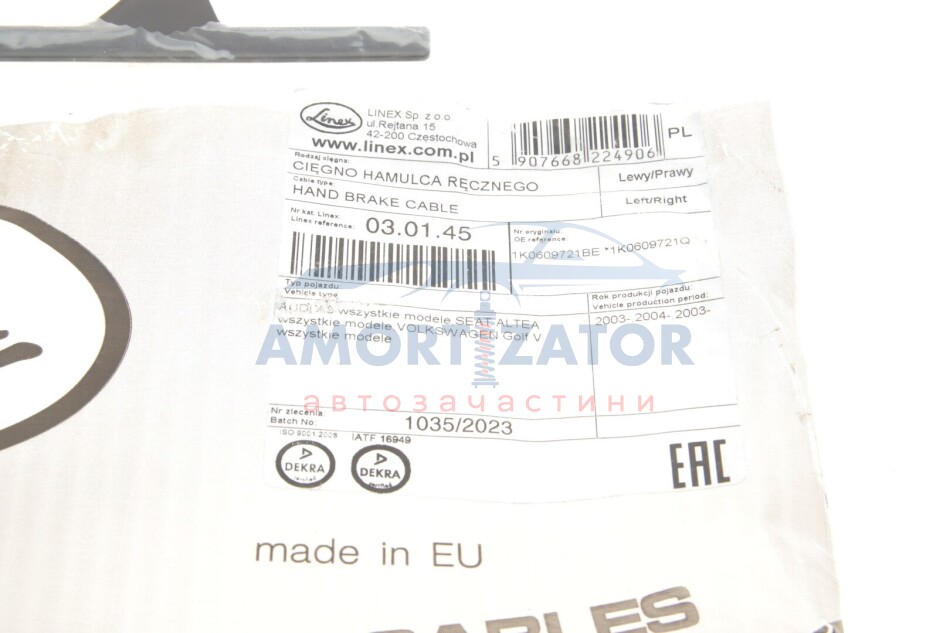 Linex
LINEX Sp. z o.o
ul.Rejtana 15
42-200 Częstochowa
www.linex.com.pl
5 907668 224906
PL
Rodzaj cięgna:
CIĘGNO HAMULCA RĘCZNEGO
Lewy/Prawy
Cable type:
HAND BRAKE CABLE
Left/Right
Nr kat. Linex:
Linex reference:
03.01.45
Nr oryginału:
OE reference:
1K0609721BE *1K0609721Q
Typ pojazdu:
Vehicle type
Rok produkcji pojazdu:
Vehicle production period:
AUDI A3 wszystkie modele SEAT ALTEA
wszystkie modele VOLKSWAGEN Golf V
wszystkie modele
2003-, 2004-, 2003-
AMORTIZATOR
автозачастини
Nr zlecenia
Batch No:
1035/2023
ISO 9001:2008
IATF 16949
DEKRA
DEKRA
EAC
made in EU
CABLES